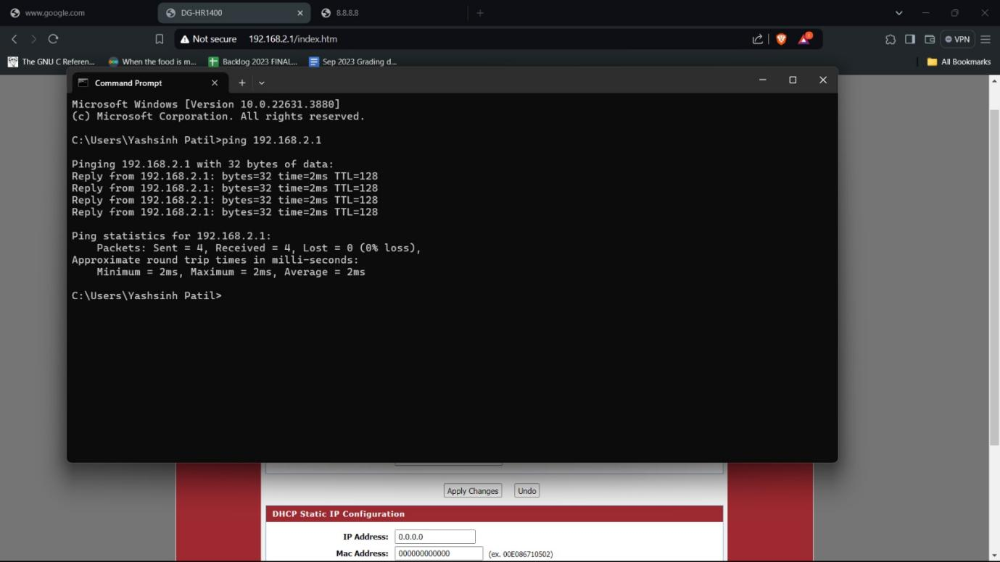 www.google.com
DG-HR1400
8.8.8.8
Not secure 192.168.2.1/index.htm
VPN
The GNU C Referen...
When the food is m...
Backlog 2023 FINAL...
Sep 2023 Grading d...
All Bookmarks
Command Prompt
Microsoft Windows [Version 10.0.22631.3880]
(c) Microsoft Corporation. All rights reserved.
C:\Users\Yashsinh Patil>ping 192.168.2.1
Pinging 192.168.2.1 with 32 bytes of data:
Reply from 192.168.2.1: bytes=32 time=2ms TTL=128
Reply from 192.168.2.1: bytes=32 time=2ms TTL=128
Reply from 192.168.2.1: bytes=32 time=2ms TTL=128
Reply from 192.168.2.1: bytes=32 time=2ms TTL=128
Ping statistics for 192.168.2.1:
    Packets: Sent = 4, Received = 4, Lost = 0 (0% loss),
Approximate round trip times in milli-seconds:
    Minimum = 2ms, Maximum = 2ms, Average = 2ms
C:\Users\Yashsinh Patil>
Apply Changes Undo
DHCP Static IP Configuration
IP Address: 0.0.0.0
Mac Address: 000000000000 (ex. 00E086710502)